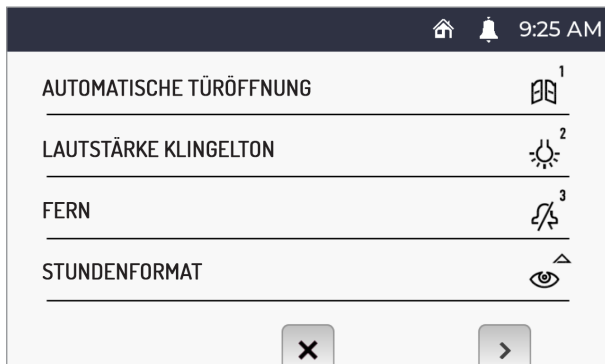 9:25 AM
AUTOMATISCHE TÜRÖFFNUNG 1
LAUTSTÄRKE KLINGELTON 2
FERN 3
STUNDENFORMAT